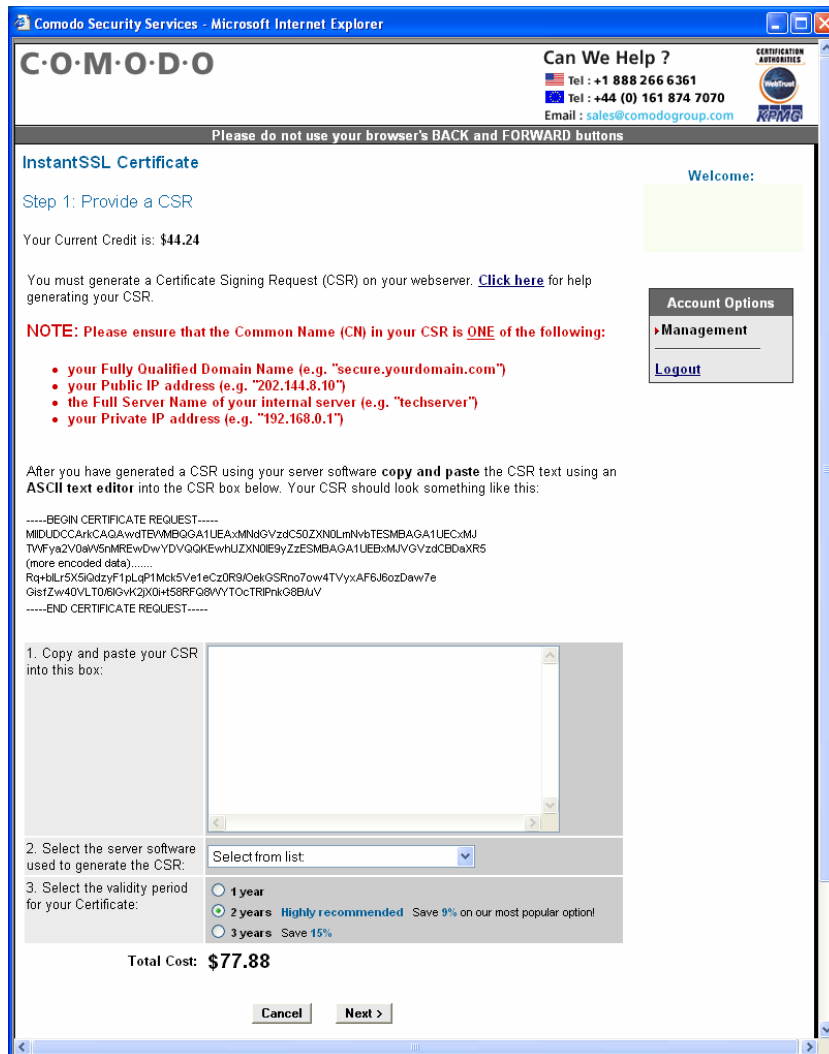 Comodo Security Services - Microsoft Internet Explorer
C·O·M·O·D·O
Can We Help ?
Tel : +1 888 266 6361
Tel : +44 (0) 161 874 7070
Email : sales@comodogroup.com
CERTIFICATION
AUTHORITIES
WebTrust
KPMG
Please do not use your browser's BACK and FORWARD buttons
InstantSSL Certificate
Step 1: Provide a CSR
Your Current Credit is: $44.24
You must generate a Certificate Signing Request (CSR) on your webserver. Click here for help
generating your CSR.
NOTE: Please ensure that the Common Name (CN) in your CSR is ONE of the following:
• your Fully Qualified Domain Name (e.g. "secure.yourdomain.com")
• your Public IP address (e.g. "202.144.8.10")
• the Full Server Name of your internal server (e.g. "techserver")
• your Private IP address (e.g. "192.168.0.1")
After you have generated a CSR using your server software copy and paste the CSR text using an
ASCII text editor into the CSR box below. Your CSR should look something like this:
-----BEGIN CERTIFICATE REQUEST-----
MIIDUDCCArkCAQAwdTEWMBQGA1UEAxMNdGVzdC50ZXN0LmNvbTESMBAGA1UECxMJ
TWFya2V0aW5nMREwDwYDVQQKEwhUZXN0IE9yZzESMBAGA1UEBxMJVGVzdCBDaXR5
(more encoded data).......
Rq+blLr5X5iQdzyF1pLqP1Mck5Ve1eCz0R9/OekGSRno7ow4TVyxAF6J6ozDaw7e
GisfZw40VLT0/6IGvK2jX0i+t58RFQ8WYTOcTRlPnkG8B/uV
-----END CERTIFICATE REQUEST-----
1. Copy and paste your CSR
into this box:
2. Select the server software
used to generate the CSR:
Select from list:
3. Select the validity period
for your Certificate:
1 year
2 years Highly recommended Save 9% on our most popular option!
3 years Save 15%
Total Cost: $77.88
Cancel
Next >
Welcome:
Account Options
Management
Logout